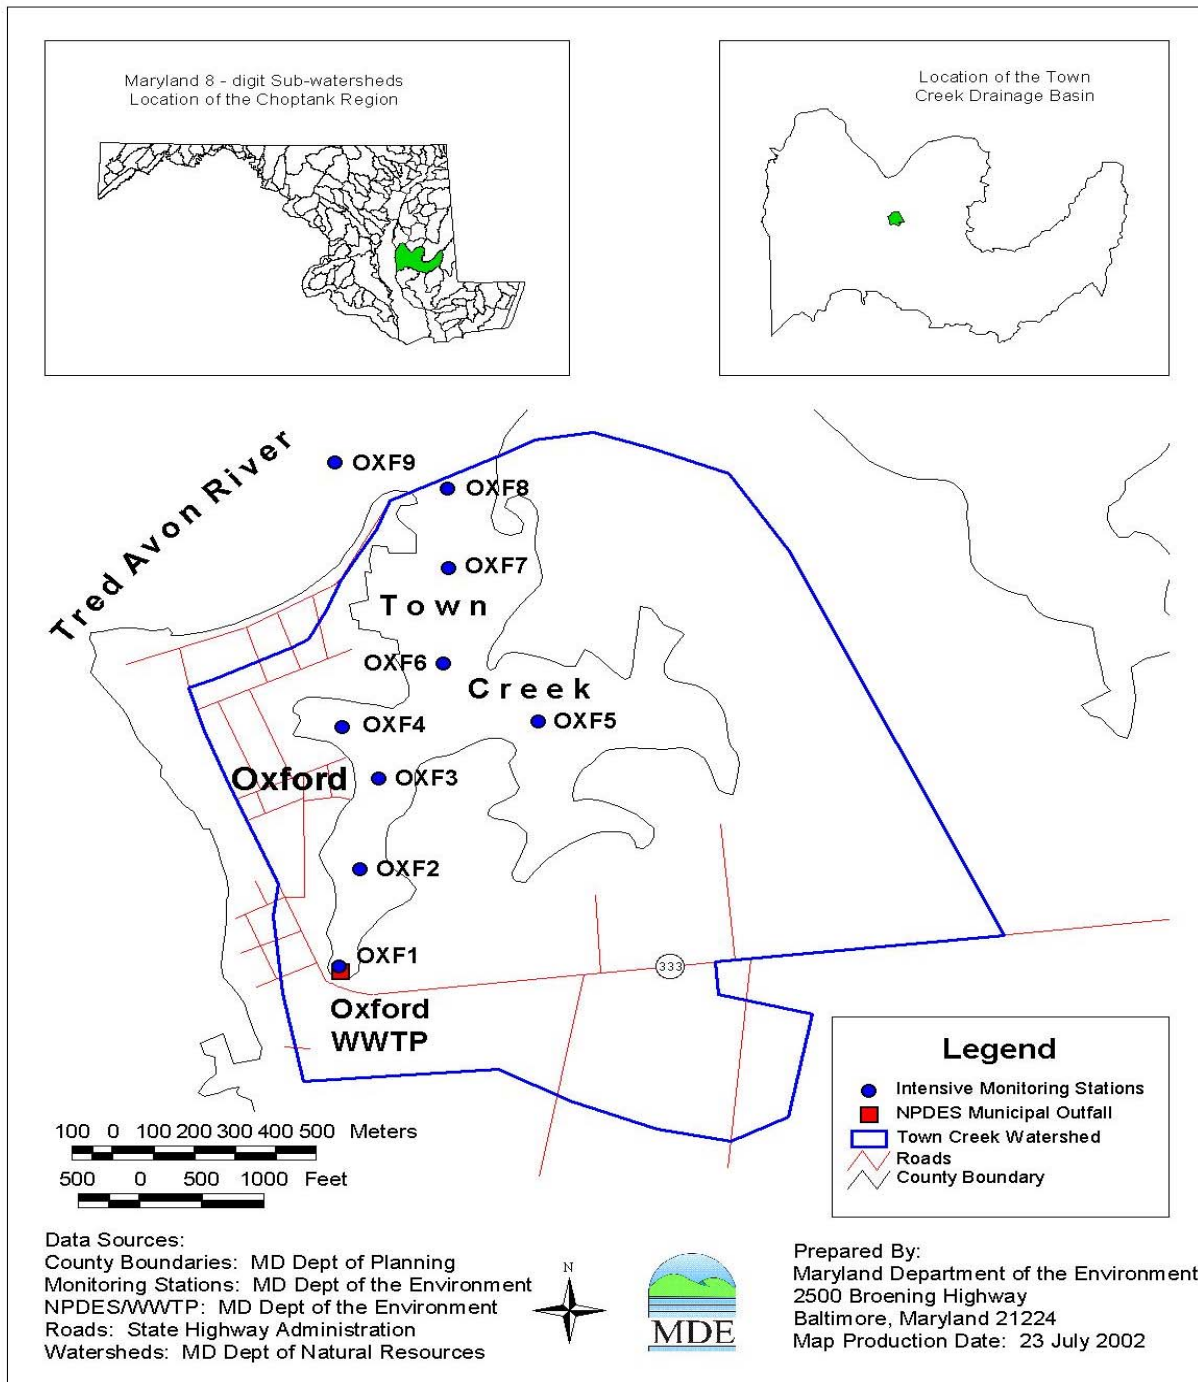 Maryland 8 - digit Sub-watersheds
Location of the Choptank Region
Location of the Town
Creek Drainage Basin
Tred Avon River
OXF9
OXF8
OXF7
Town
OXF6
Creek
OXF5
OXF4
Oxford
OXF3
OXF2
OXF1
333
Oxford
WWTP
Legend
Intensive Monitoring Stations
NPDES Municipal Outfall
Town Creek Watershed
Roads
County Boundary
100 0 100 200 300 400 500 Meters
500 0 500 1000 Feet
Data Sources:
County Boundaries: MD Dept of Planning
Monitoring Stations: MD Dept of the Environment
NPDES/WWTP: MD Dept of the Environment
Roads: State Highway Administration
Watersheds: MD Dept of Natural Resources
N
MDE
Prepared By:
Maryland Department of the Environment
2500 Broening Highway
Baltimore, Maryland 21224
Map Production Date: 23 July 2002